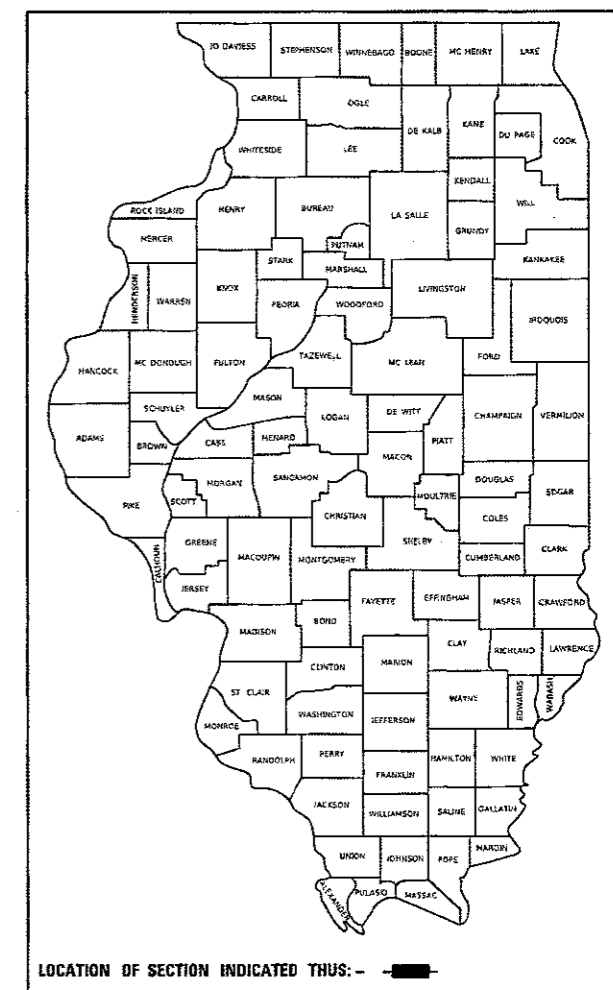 JO DAVIESS STEPHENSON WINNEBAGO BOONE MC HENRY LAKE
CARROLL OGLE
DE KALB KANE DU PAGE COOK
WHITESIDE LEE
KENDALL
ROCK ISLAND HENRY BUREAU LA SALLE WILL
GRUNDY
MERCER PUTNAM
STARK MARSHALL KANKAKEE
HENDERSON WARREN KNOX PEORIA WOODFORD LIVINGSTON
IROQUOIS
HANCOCK MC DONOUGH FULTON TAZEWELL MC LEAN FORD
MASON
SCHUYLER LOGAN DE WITT CHAMPAIGN VERMILION
ADAMS BROWN CASS MENARD PIATT
MACON
MORGAN SANGAMON DOUGLAS
PIKE SCOTT CHRISTIAN MOULTRIE EDGAR
COLES
GREENE MACOUPIN SHELBY
CALHOUN MONTGOMERY CUMBERLAND CLARK
JERSEY FAYETTE EFFINGHAM JASPER CRAWFORD
MADISON BOND
CLAY RICHLAND LAWRENCE
CLINTON MARION
ST CLAIR WAYNE EDWARDS WABASH
WASHINGTON JEFFERSON
MONROE
RANDOLPH PERRY HAMILTON WHITE
FRANKLIN
JACKSON WILLIAMSON SALINE GALLATIN
UNION JOHNSON POPE HARDIN
ALEXANDER PULASKI MASSAC
LOCATION OF SECTION INDICATED THUS: -